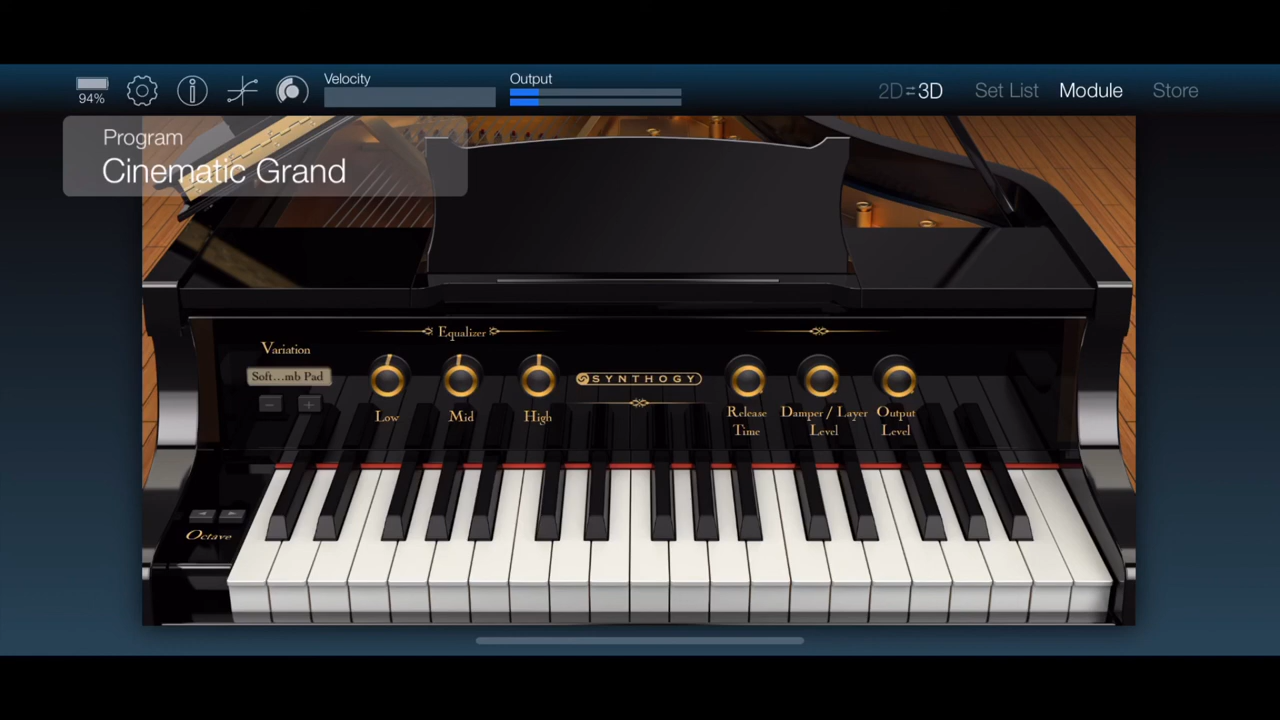 94%
Velocity
Output
2D⇌3D
Set List
Module
Store
Program
Cinematic Grand
Variation
Soft...mb Pad
Equalizer
Low
Mid
High
SYNTHOGY
Release
Time
Damper / Layer
Level
Output
Level
Octave